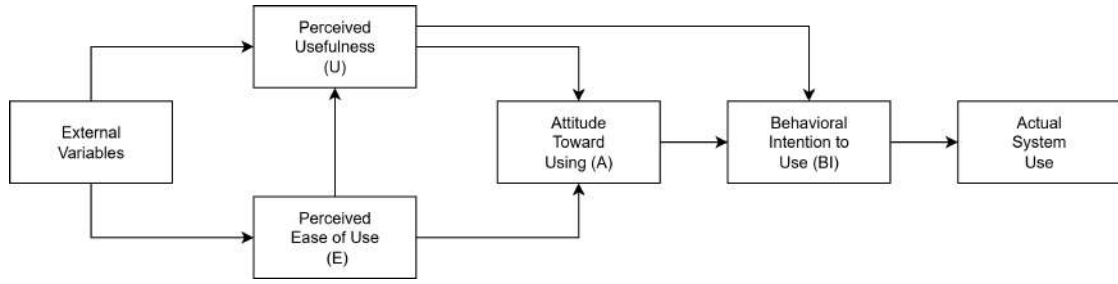 External
Variables
Perceived
Usefulness
(U)
Perceived
Ease of Use
(E)
Attitude
Toward
Using (A)
Behavioral
Intention to
Use (BI)
Actual
System
Use